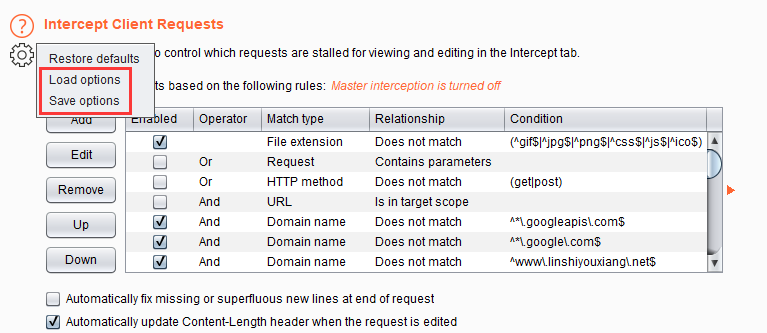 Intercept Client Requests
Restore defaults
o control which requests are stalled for viewing and editing in the Intercept tab.
Load options
ts based on the following rules: Master interception is turned off
Save options
Add
Enabled Operator Match type Relationship Condition
File extension Does not match (^gif$|^jpg$|^png$|^css$|^js$|^ico$)
Edit
Or Request Contains parameters
Or HTTP method Does not match (get|post)
Remove
And URL Is in target scope
Up
And Domain name Does not match ^*\.googleapis\.com$
And Domain name Does not match ^*\.google\.com$
Down
And Domain name Does not match ^www\.linshiyouxiang\.net$
Automatically fix missing or superfluous new lines at end of request
Automatically update Content-Length header when the request is edited